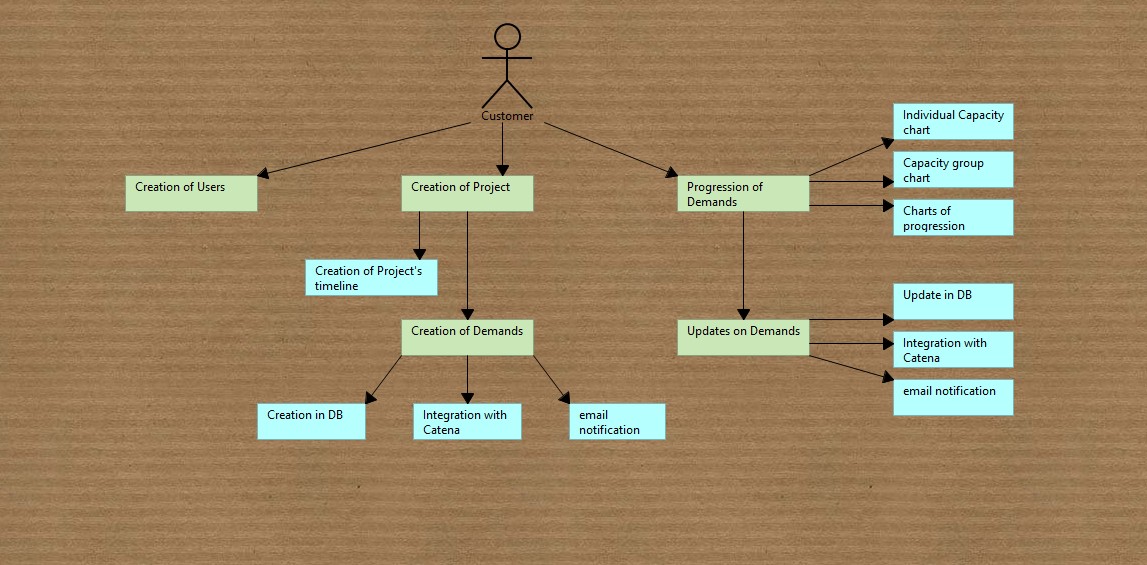 Customer
Creation of Users
Creation of Project
Progression of
Demands
Individual Capacity
chart
Capacity group
chart
Charts of
progression
Creation of Project's
timeline
Creation of Demands
Updates on Demands
Update in DB
Integration with
Catena
email notification
Creation in DB
Integration with
Catena
email
notification